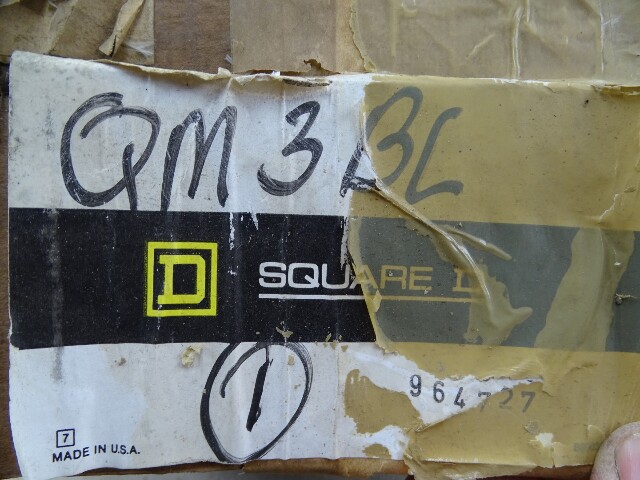 QM3BL
D SQUARE D
1
964727
7
MADE IN U.S.A.